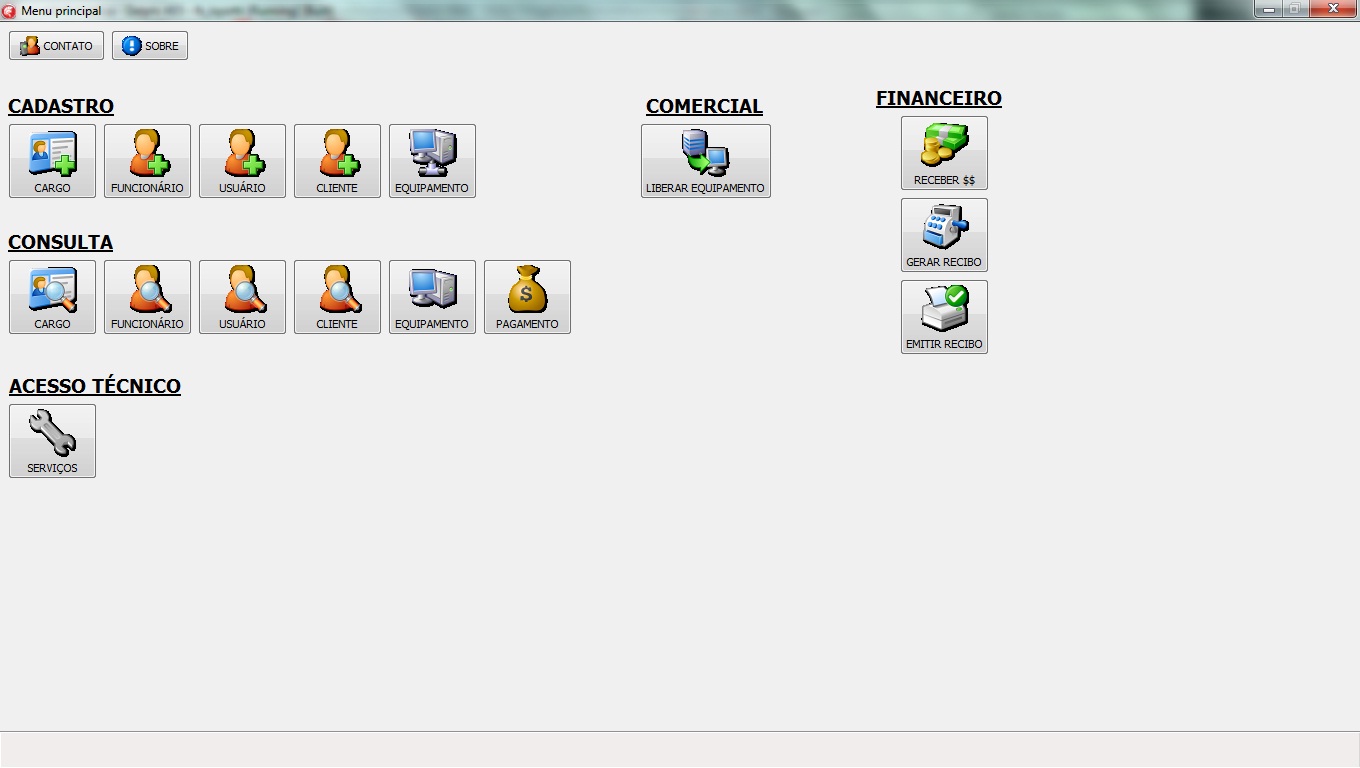 Menu principal
CONTATO
SOBRE
CADASTRO
CARGO
FUNCIONÁRIO
USUÁRIO
CLIENTE
EQUIPAMENTO
COMERCIAL
LIBERAR EQUIPAMENTO
FINANCEIRO
RECEBER $$
GERAR RECIBO
EMITIR RECIBO
CONSULTA
CARGO
FUNCIONÁRIO
USUÁRIO
CLIENTE
EQUIPAMENTO
$
PAGAMENTO
ACESSO TÉCNICO
SERVIÇOS